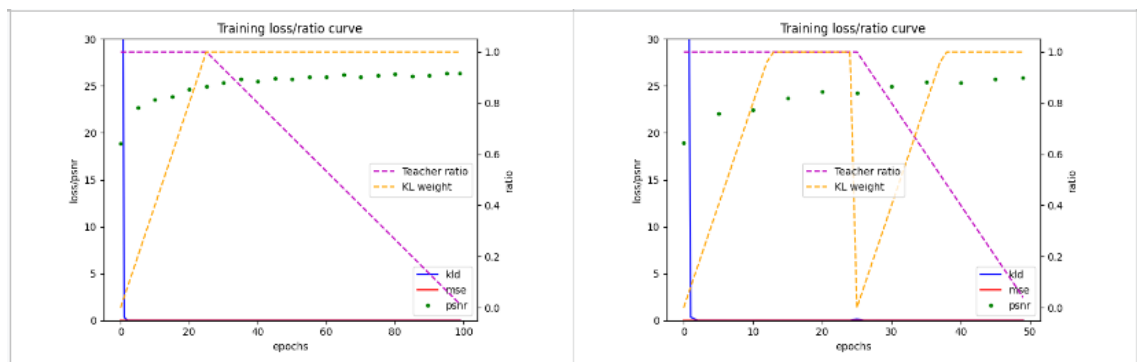 Training loss/ratio curve
30
25
20
15
10
5
0
loss/psnr
1.0
0.8
0.6
0.4
0.2
0.0
ratio
Teacher ratio
KL weight
kld
mse
psnr
0 20 40 60 80 100
epochs
Training loss/ratio curve
30
25
20
15
10
5
0
loss/psnr
1.0
0.8
0.6
0.4
0.2
0.0
ratio
Teacher ratio
KL weight
kld
mse
psnr
0 10 20 30 40 50
epochs